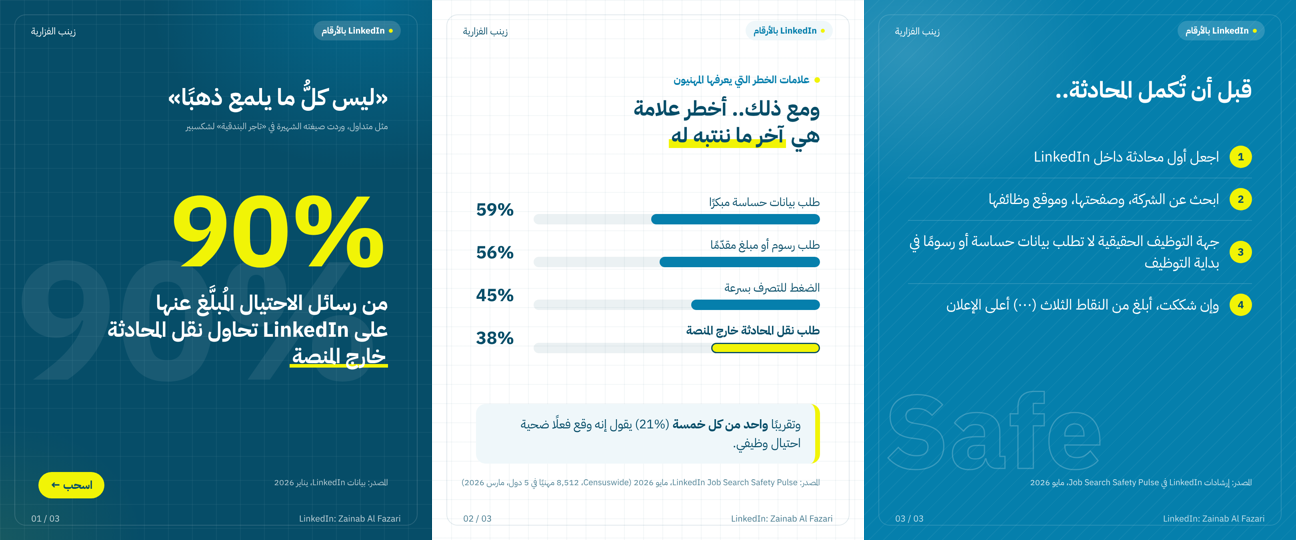 LinkedIn بالأرقام
زينب الفزارية
«ليس كلُّ ما يلمع ذهبًا»
مثل متداول، وردت صيغته الشهيرة في «تاجر البندقية» لشكسبير
90%
90%
من رسائل الاحتيال المُبلَّغ عنها
على LinkedIn تحاول نقل المحادثة
خارج المنصة
اسحب ←
المصدر: بيانات LinkedIn، يناير 2026
01 / 03
LinkedIn: Zainab Al Fazari
LinkedIn بالأرقام
زينب الفزارية
علامات الخطر التي يعرفها المهنيون
ومع ذلك.. أخطر علامة
هي آخر ما ننتبه له
طلب بيانات حساسة مبكرًا
59%
طلب رسوم أو مبلغ مقدّمًا
56%
الضغط للتصرف بسرعة
45%
طلب نقل المحادثة خارج المنصة
38%
وتقريبًا واحد من كل خمسة (21%) يقول إنه وقع فعلًا ضحية
احتيال وظيفي.
المصدر: LinkedIn Job Search Safety Pulse، مايو 2026 (Censuswide، 8,512 مهنيًا في 5 دول، مارس 2026)
02 / 03
LinkedIn: Zainab Al Fazari
LinkedIn بالأرقام
زينب الفزارية
قبل أن تُكمل المحادثة..
1 اجعل أول محادثة داخل LinkedIn
2 ابحث عن الشركة، وصفحتها، وموقع وظائفها
3 جهة التوظيف الحقيقية لا تطلب بيانات حساسة أو رسومًا في
بداية التوظيف
4 وإن شككت، أبلغ من النقاط الثلاث (···) أعلى الإعلان
Safe
المصدر: إرشادات LinkedIn في Job Search Safety Pulse، مايو 2026
03 / 03
LinkedIn: Zainab Al Fazari